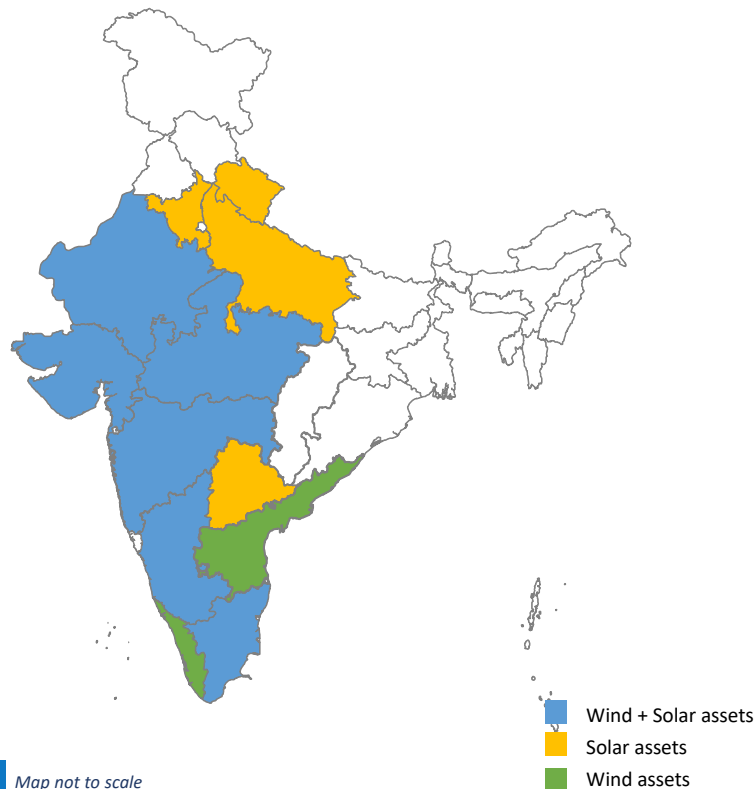 Wind + Solar assets
Solar assets
Wind assets
Map not to scale